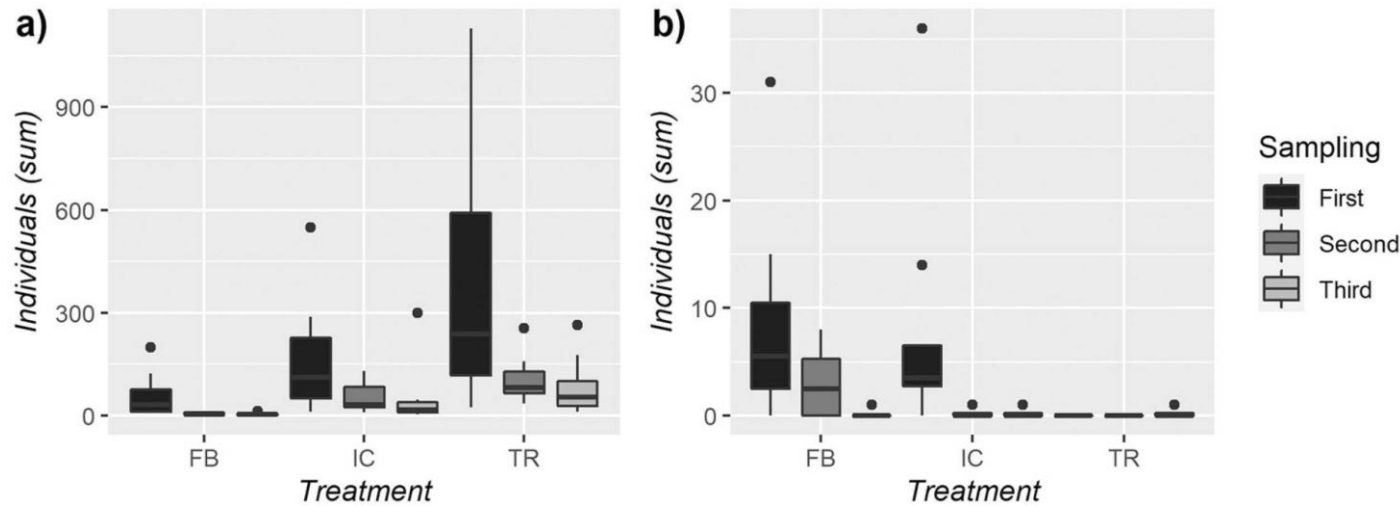 a)
Individuals (sum)
900
600
300
0
FB IC TR
Treatment
b)
Individuals (sum)
30
20
10
0
FB IC TR
Treatment
Sampling
First
Second
Third